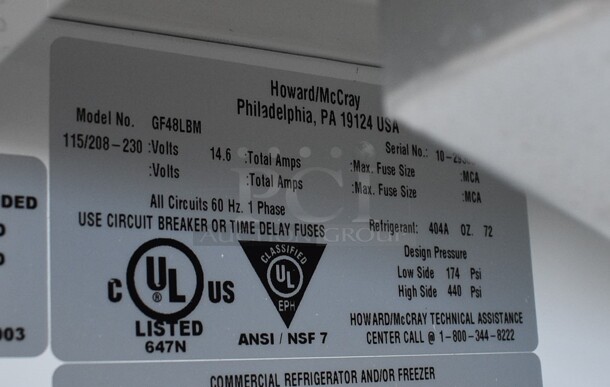 Howard/McCray
Philadelphia, PA 19124 USA
Model No. GF48LBM
Serial No.:
115/208-230 :Volts 14.6 :Total Amps :Max. Fuse Size :MCA
:Volts :Total Amps :Max. Fuse Size :MCA
All Circuits 60 Hz. 1 Phase
USE CIRCUIT BREAKER OR TIME DELAY FUSES
Refrigerant: 404A OZ. 72
Design Pressure
Low Side 174 Psi
High Side 440 Psi
C UL ® US
LISTED
647N
CLASSIFIED
UL
EPH
ANSI / NSF 7
HOWARD/McCRAY TECHNICAL ASSISTANCE
CENTER CALL @ 1-800-344-8222
COMMERCIAL REFRIGERATOR AND/OR FREEZER
PCI
AUCTION GROUP